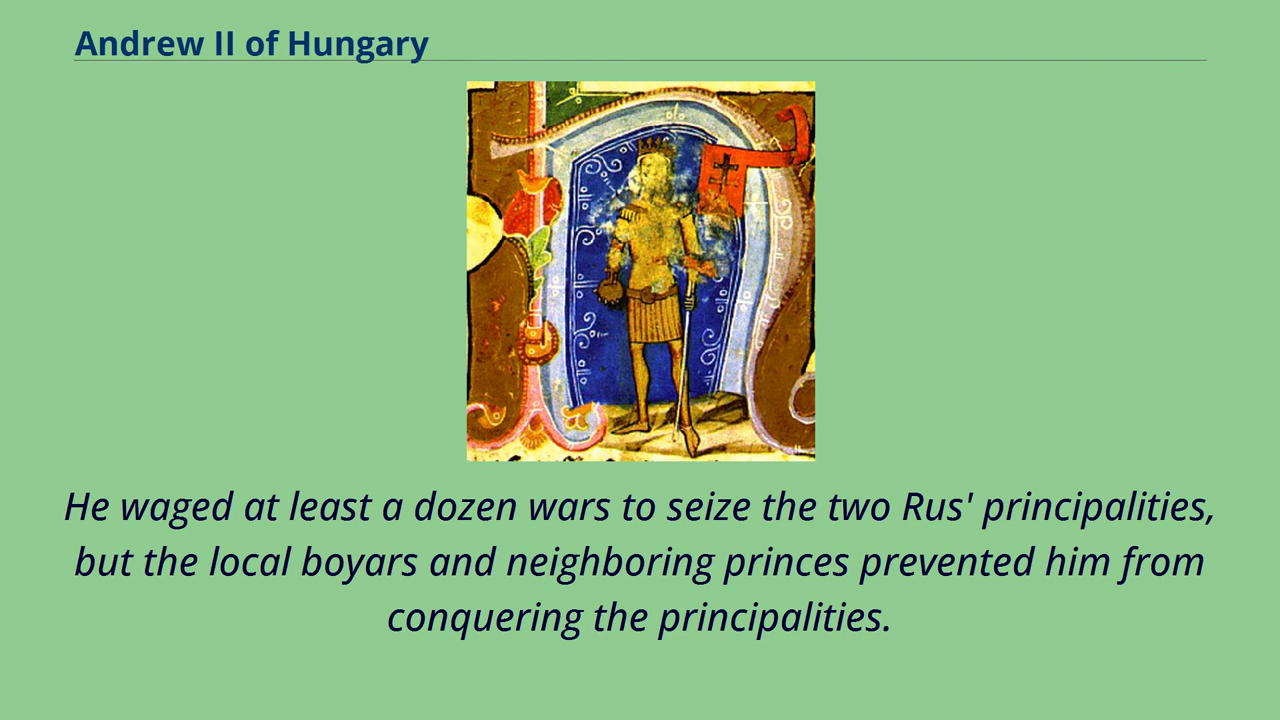 Andrew II of Hungary
He waged at least a dozen wars to seize the two Rus' principalities,
but the local boyars and neighboring princes prevented him from
conquering the principalities.